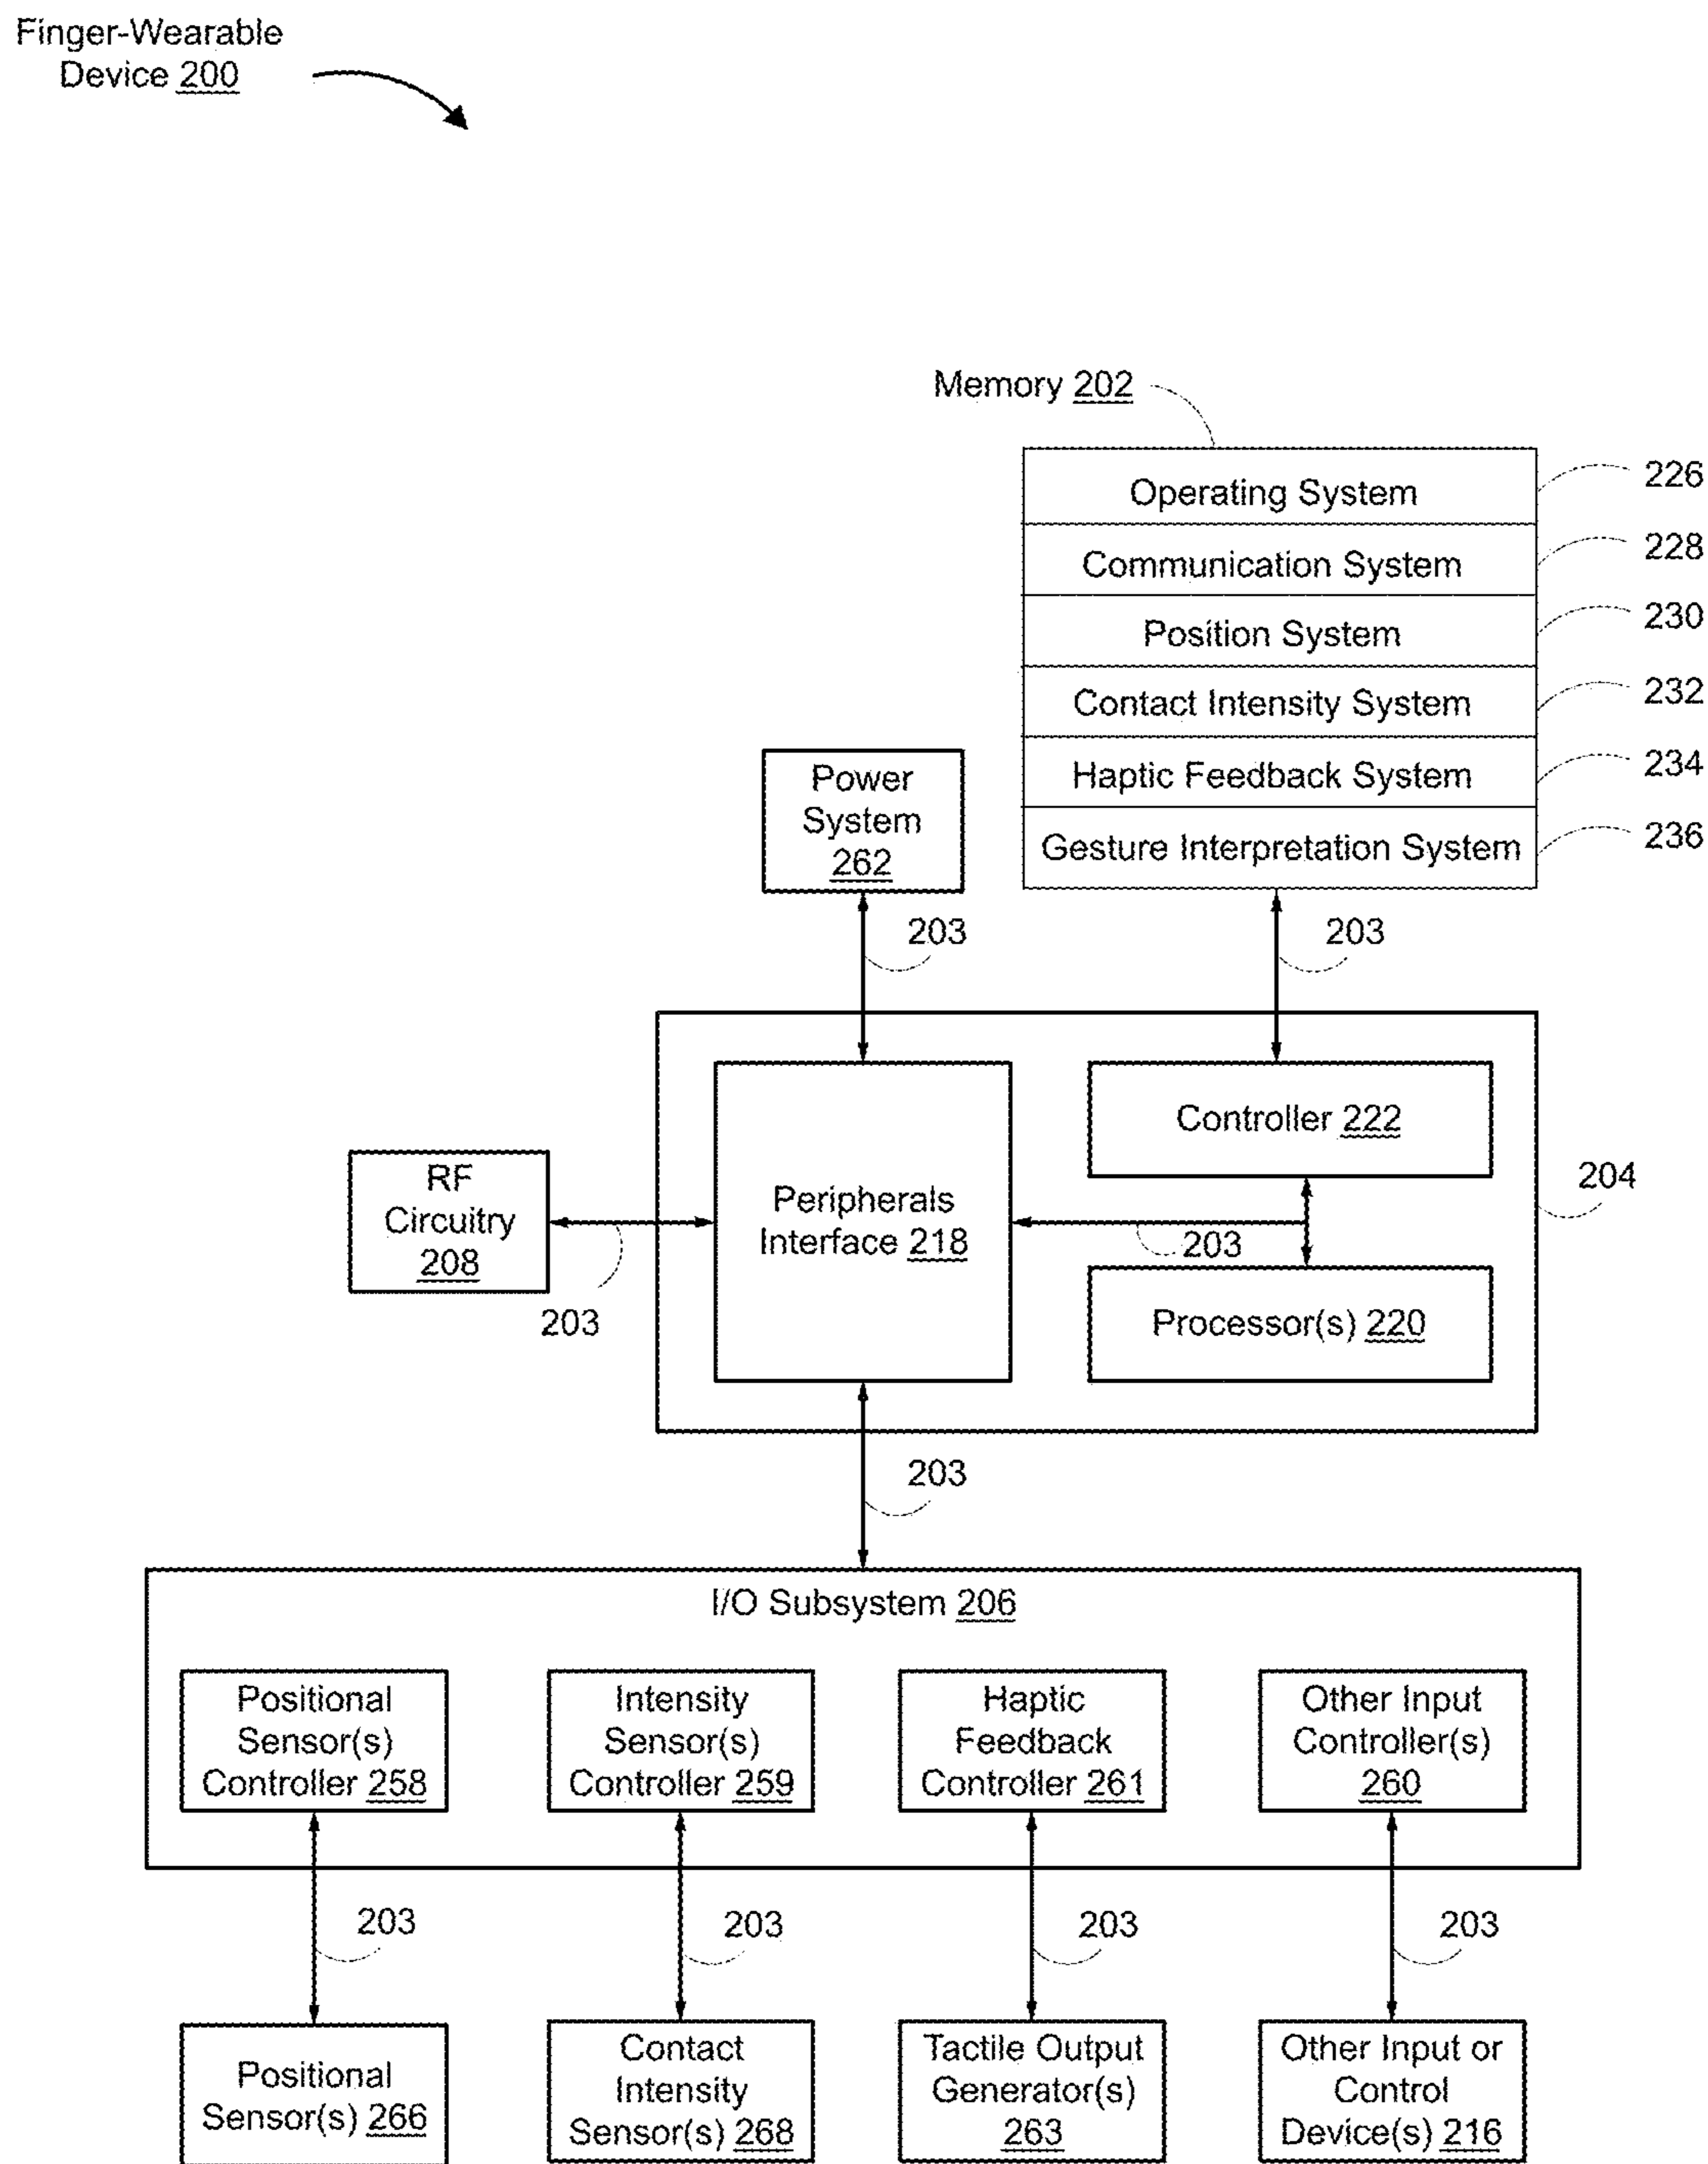 Finger-Wearable
Device 200
Memory 202
Operating System
226
Communication System
228
Position System
230
Contact Intensity System
232
Haptic Feedback System
234
Gesture Interpretation System
236
Power
System
262
203
203
Controller 222
204
RF
Circuitry
208
Peripherals
Interface 218
203
203
Processor(s) 220
203
I/O Subsystem 206
Positional
Sensor(s)
Controller 258
Intensity
Sensor(s)
Controller 259
Haptic
Feedback
Controller 261
Other Input
Controller(s)
260
203
203
203
203
Positional
Sensor(s) 266
Contact
Intensity
Sensor(s) 268
Tactile Output
Generator(s)
263
Other Input or
Control
Device(s) 216